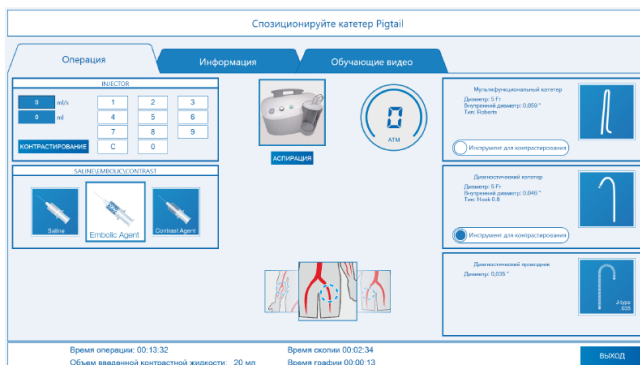 Спозиционируйте катетер Pigtail
Операция
Информация
Обучающие видео
INJECTOR
0 ml/s
0 ml
1 2 3
4 5 6
7 8 9
C 0
КОНТРАСТИРОВАНИЕ
SALINE\EMBOLIC\CONTRAST
Saline
Embolic Agent
Contrast Agent
АСПИРАЦИЯ
0
ATM
Мультифункциональный катетер
Диаметр: 5 Fr
Внутренний диаметр: 0,059 "
Тип: Roberts
Инструмент для контрастирования
Диагностический катетер
Диаметр: 5 Fr
Внутренний диаметр: 0,046 "
Тип: Hook 0.8
Инструмент для контрастирования
Диагностический проводник
Диаметр: 0,035 "
J-type
.035
Время операции: 00:13:32
Время скопии 00:02:34
Объем введенной контрастной жидкости: 20 мл
Время графии 00:00:13
ВЫХОД